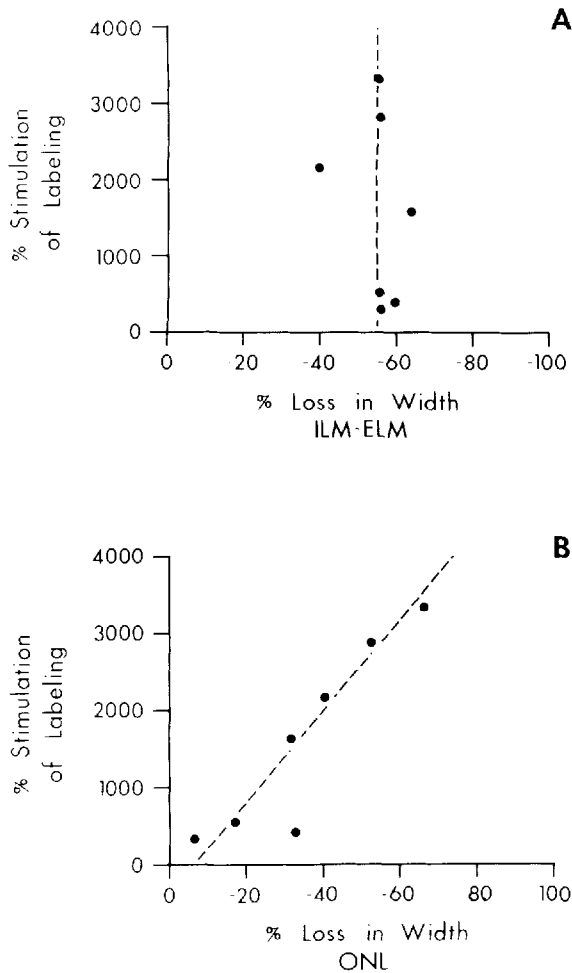 A
4000
3000
2000
1000
0
% Stimulation
of Labeling
0 -20 -40 -60 -80 -100
% Loss in Width
ILM-ELM
B
4000
3000
2000
1000
0
% Stimulation
of Labeling
0 -20 -40 -60 -80 100
% Loss in Width
ONL